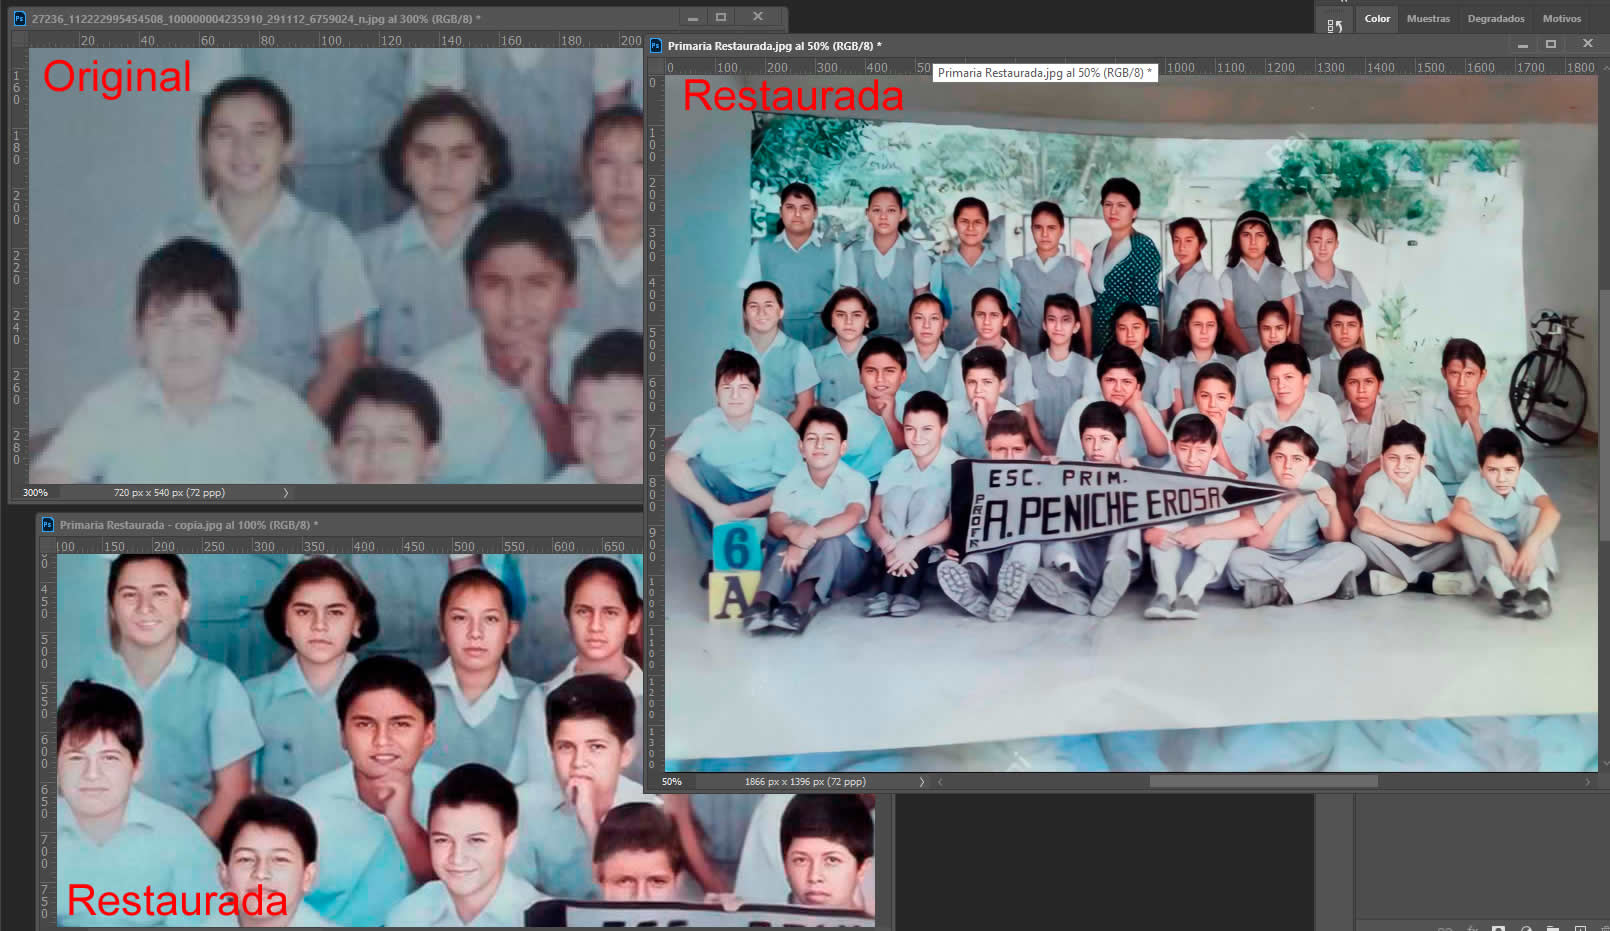 27236_112222995454508_100000004235910_291112_6759024_n.jpg al 300% (RGB/8) *
20 40 60 80 100 120 140 160 180 200
Original
160
180
200
220
240
260
280
300% 720 px x 540 px (72 ppp)
Primaria Restaurada - copia.jpg al 100% (RGB/8) *
100 150 200 250 300 350 400 450 500 550 600 650
450
500
550
600
650
700
750
Restaurada
Color Muestras Degradados Motivos
Primaria Restaurada.jpg al 50% (RGB/8) *
0 100 200 300 400 500 1000 1100 1200 1300 1400 1500 1600 1700 1800
Primaria Restaurada.jpg al 50% (RGB/8) *
Restaurada
0
100
200
300
400
500
600
700
800
900
1000
1100
1200
1300
ESC. PRIM.
PROFR A. PENICHE EROSA
6
A
50% 1866 px x 1396 px (72 ppp)